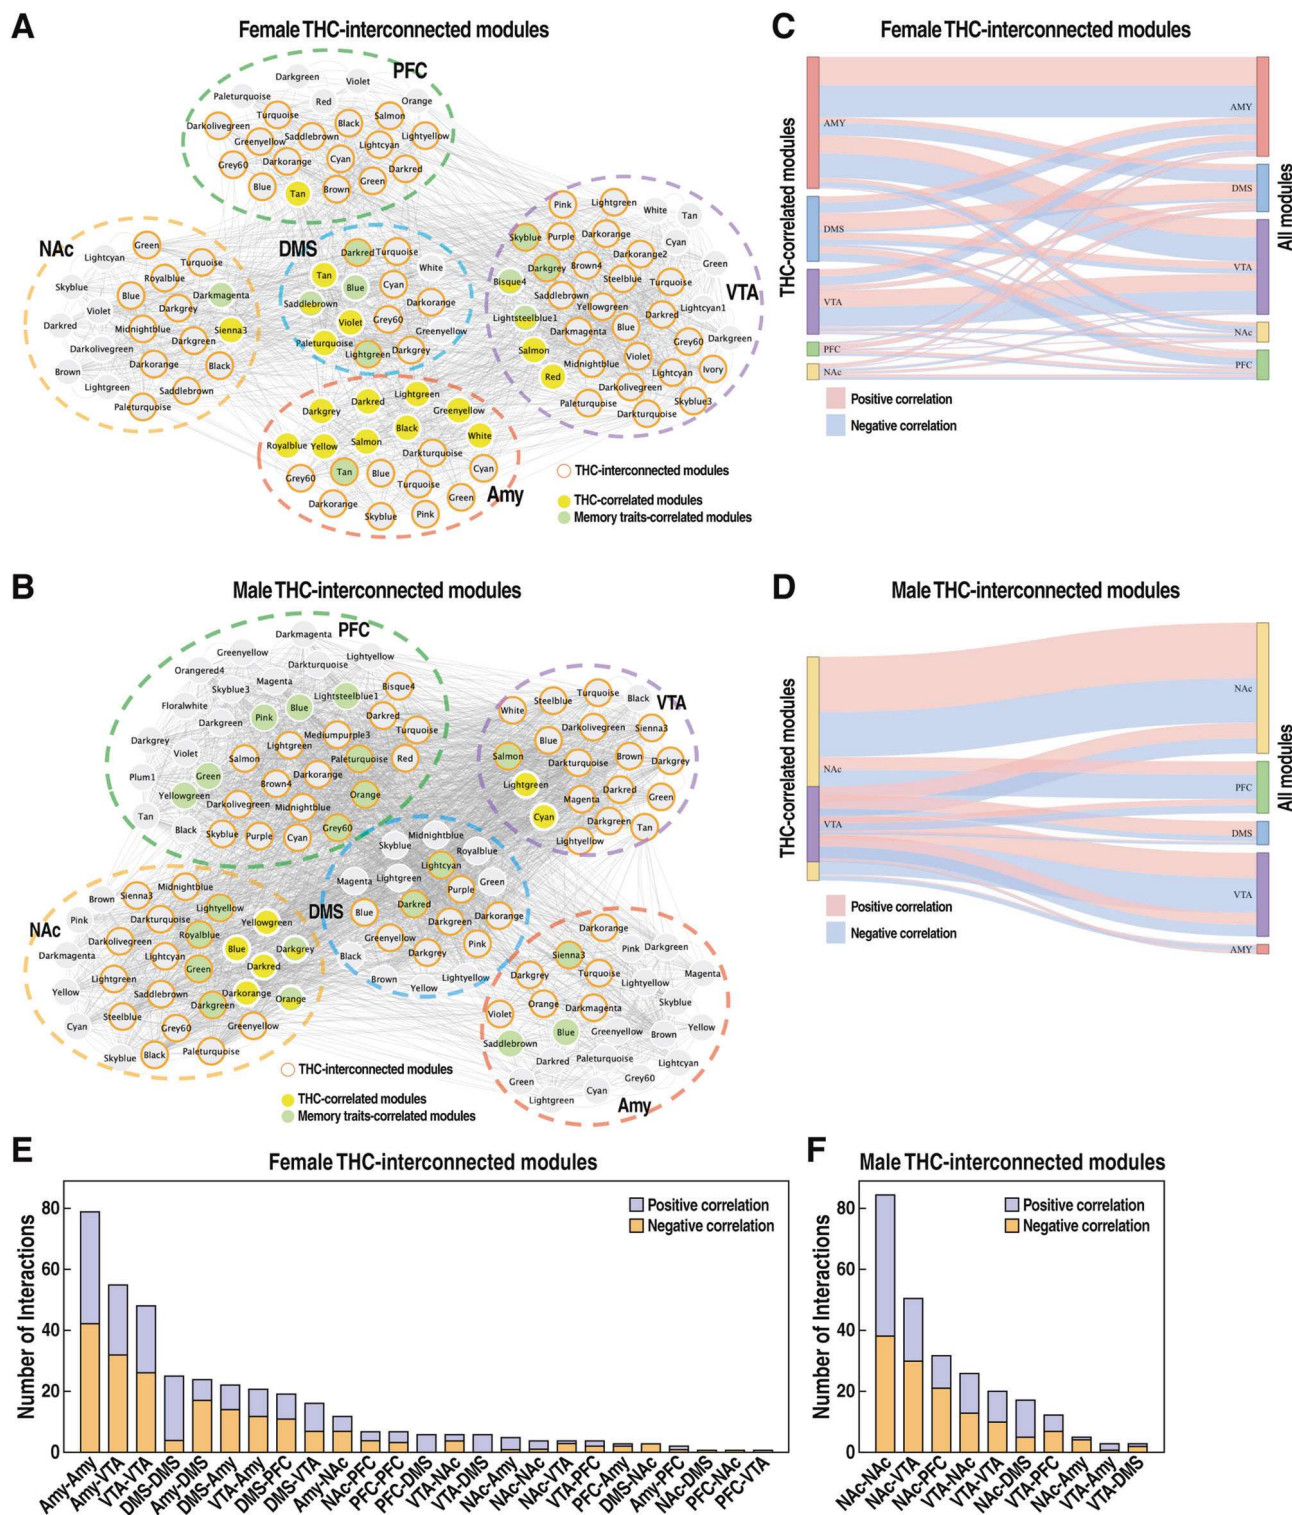 A
Female THC-interconnected modules
PFC
Darkgreen
Violet
Paleturquoise
Red
Orange
Turquoise
Salmon
Darkolivegreen
Black
Greenyellow
Saddlebrown
Lightyellow
Lightcyan
Grey60
Darkorange
Cyan
Darkred
Blue
Tan
Brown
Green
NAc
Green
Lightcyan
Turquoise
Royalblue
Skyblue
Blue
Darkmagenta
Violet
Darkgrey
Darkred
Midnightblue
Sienna3
Darkgreen
Darkolivegreen
Darkorange
Black
Brown
Lightgreen
Saddlebrown
Paleturquoise
DMS
Darkred
Turquoise
Tan
White
Blue
Cyan
Saddlebrown
Darkorange
Violet
Grey60
Greenyellow
Paleturquoise
Lightgreen
Darkgrey
VTA
Pink
Lightgreen
White
Tan
Skyblue
Purple
Darkorange
Cyan
Darkorange2
Darkgrey
Brown4
Green
Bisque4
Steelblue
Turquoise
Saddlebrown
Yellowgreen
Lightcyan1
Lightsteelblue1
Darkred
Darkmagenta
Blue
Darkgreen
Grey60
Salmon
Violet
Midnightblue
Lightcyan
Ivory
Red
Darkolivegreen
Paleturquoise
Skyblue3
Darkturquoise
Amy
Lightgreen
Darkred
Darkgrey
Greenyellow
Black
White
Royalblue
Yellow
Salmon
Darkturquoise
Grey60
Tan
Blue
Cyan
Turquoise
Darkorange
Green
Skyblue
Pink
THC-interconnected modules
THC-correlated modules
Memory traits-correlated modules
C
Female THC-interconnected modules
THC-correlated modules
AMY
DMS
VTA
PFC
NAc
AMY
DMS
VTA
NAc
PFC
All modules
Positive correlation
Negative correlation
B
Male THC-interconnected modules
PFC
Darkmagenta
Greenyellow
Lightyellow
Darkturquoise
Orangered4
Magenta
Skyblue3
Lightsteelblue1
Bisque4
Floralwhite
Blue
Pink
Darkred
Darkgreen
Turquoise
Mediumpurple3
Darkgrey
Lightgreen
Violet
Salmon
Paleturquoise
Red
Plum1
Green
Darkorange
Brown4
Yellowgreen
Orange
Darkolivegreen
Midnightblue
Tan
Black
Skyblue
Purple
Cyan
Grey60
VTA
Turquoise
Steelblue
Black
White
Darkolivegreen
Sienna3
Blue
Salmon
Darkturquoise
Brown
Darkgrey
Lightgreen
Darkred
Magenta
Green
Cyan
Darkgreen
Tan
Lightyellow
DMS
Midnightblue
Skyblue
Royalblue
Lightcyan
Magenta
Lightgreen
Green
Purple
Darkred
Blue
Darkorange
Darkgreen
Greenyellow
Pink
Darkgrey
Black
Brown
Lightyellow
Yellow
NAc
Midnightblue
Brown
Sienna3
Lightyellow
Pink
Darkturquoise
Yellowgreen
Royalblue
Darkolivegreen
Blue
Darkgrey
Darkmagenta
Lightcyan
Green
Darkred
Lightgreen
Yellow
Saddlebrown
Darkorange
Orange
Darkgreen
Steelblue
Cyan
Grey60
Greenyellow
Skyblue
Black
Paleturquoise
Amy
Darkorange
Sienna3
Pink
Darkgreen
Darkgrey
Turquoise
Magenta
Lightyellow
Orange
Darkmagenta
Skyblue
Violet
Blue
Greenyellow
Brown
Yellow
Saddlebrown
Darkred
Paleturquoise
Lightcyan
Green
Grey60
Cyan
Lightgreen
THC-interconnected modules
THC-correlated modules
Memory traits-correlated modules
D
Male THC-interconnected modules
THC-correlated modules
NAc
VTA
NAc
PFC
DMS
VTA
AMY
All modules
Positive correlation
Negative correlation
E
Female THC-interconnected modules
Number of Interactions
80
60
40
20
0
Positive correlation
Negative correlation
Amy-Amy
Amy-VTA
VTA-VTA
DMS-DMS
Amy-DMS
DMS-Amy
VTA-Amy
DMS-PFC
DMS-VTA
Amy-NAc
NAc-PFC
PFC-PFC
PFC-DMS
VTA-NAc
VTA-DMS
NAc-Amy
NAc-NAc
NAc-VTA
VTA-PFC
PFC-Amy
DMS-NAc
Amy-PFC
NAc-DMS
PFC-NAc
PFC-VTA
F
Male THC-interconnected modules
Number of Interactions
80
60
40
20
0
Positive correlation
Negative correlation
NAc-NAc
NAc-VTA
NAc-PFC
VTA-NAc
VTA-VTA
NAc-DMS
VTA-PFC
NAc-Amy
VTA-Amy
VTA-DMS